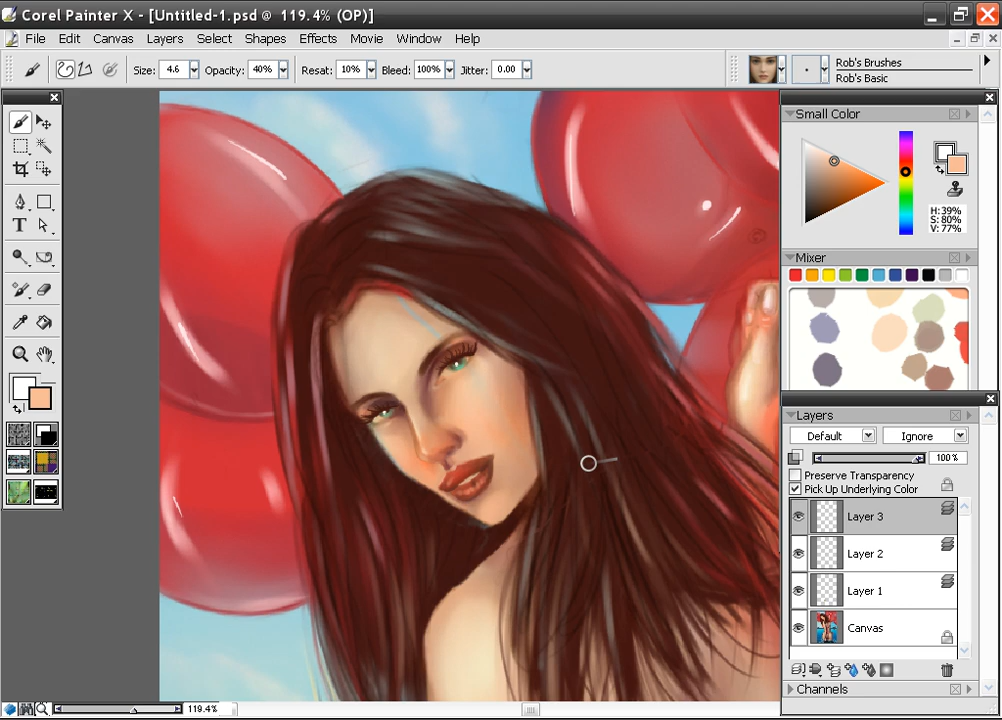 Corel Painter X - [Untitled-1.psd @ 119.4% (OP)]
File Edit Canvas Layers Select Shapes Effects Movie Window Help
Size: 4.6 Opacity: 40% Resat: 10% Bleed: 100% Jitter: 0.00
Rob's Brushes
Rob's Basic
Small Color
H: 39%
S: 80%
V: 77%
Mixer
T
Layers
Default Ignore
100%
Preserve Transparency
Pick Up Underlying Color
Layer 3
Layer 2
Layer 1
Canvas
Channels
119.4%